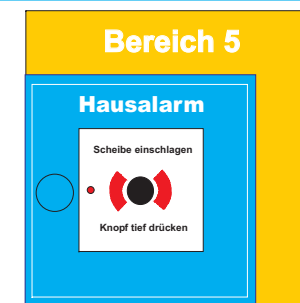 Bereich 5
Hausalarm
Scheibe einschlagen
Knopf tief drücken